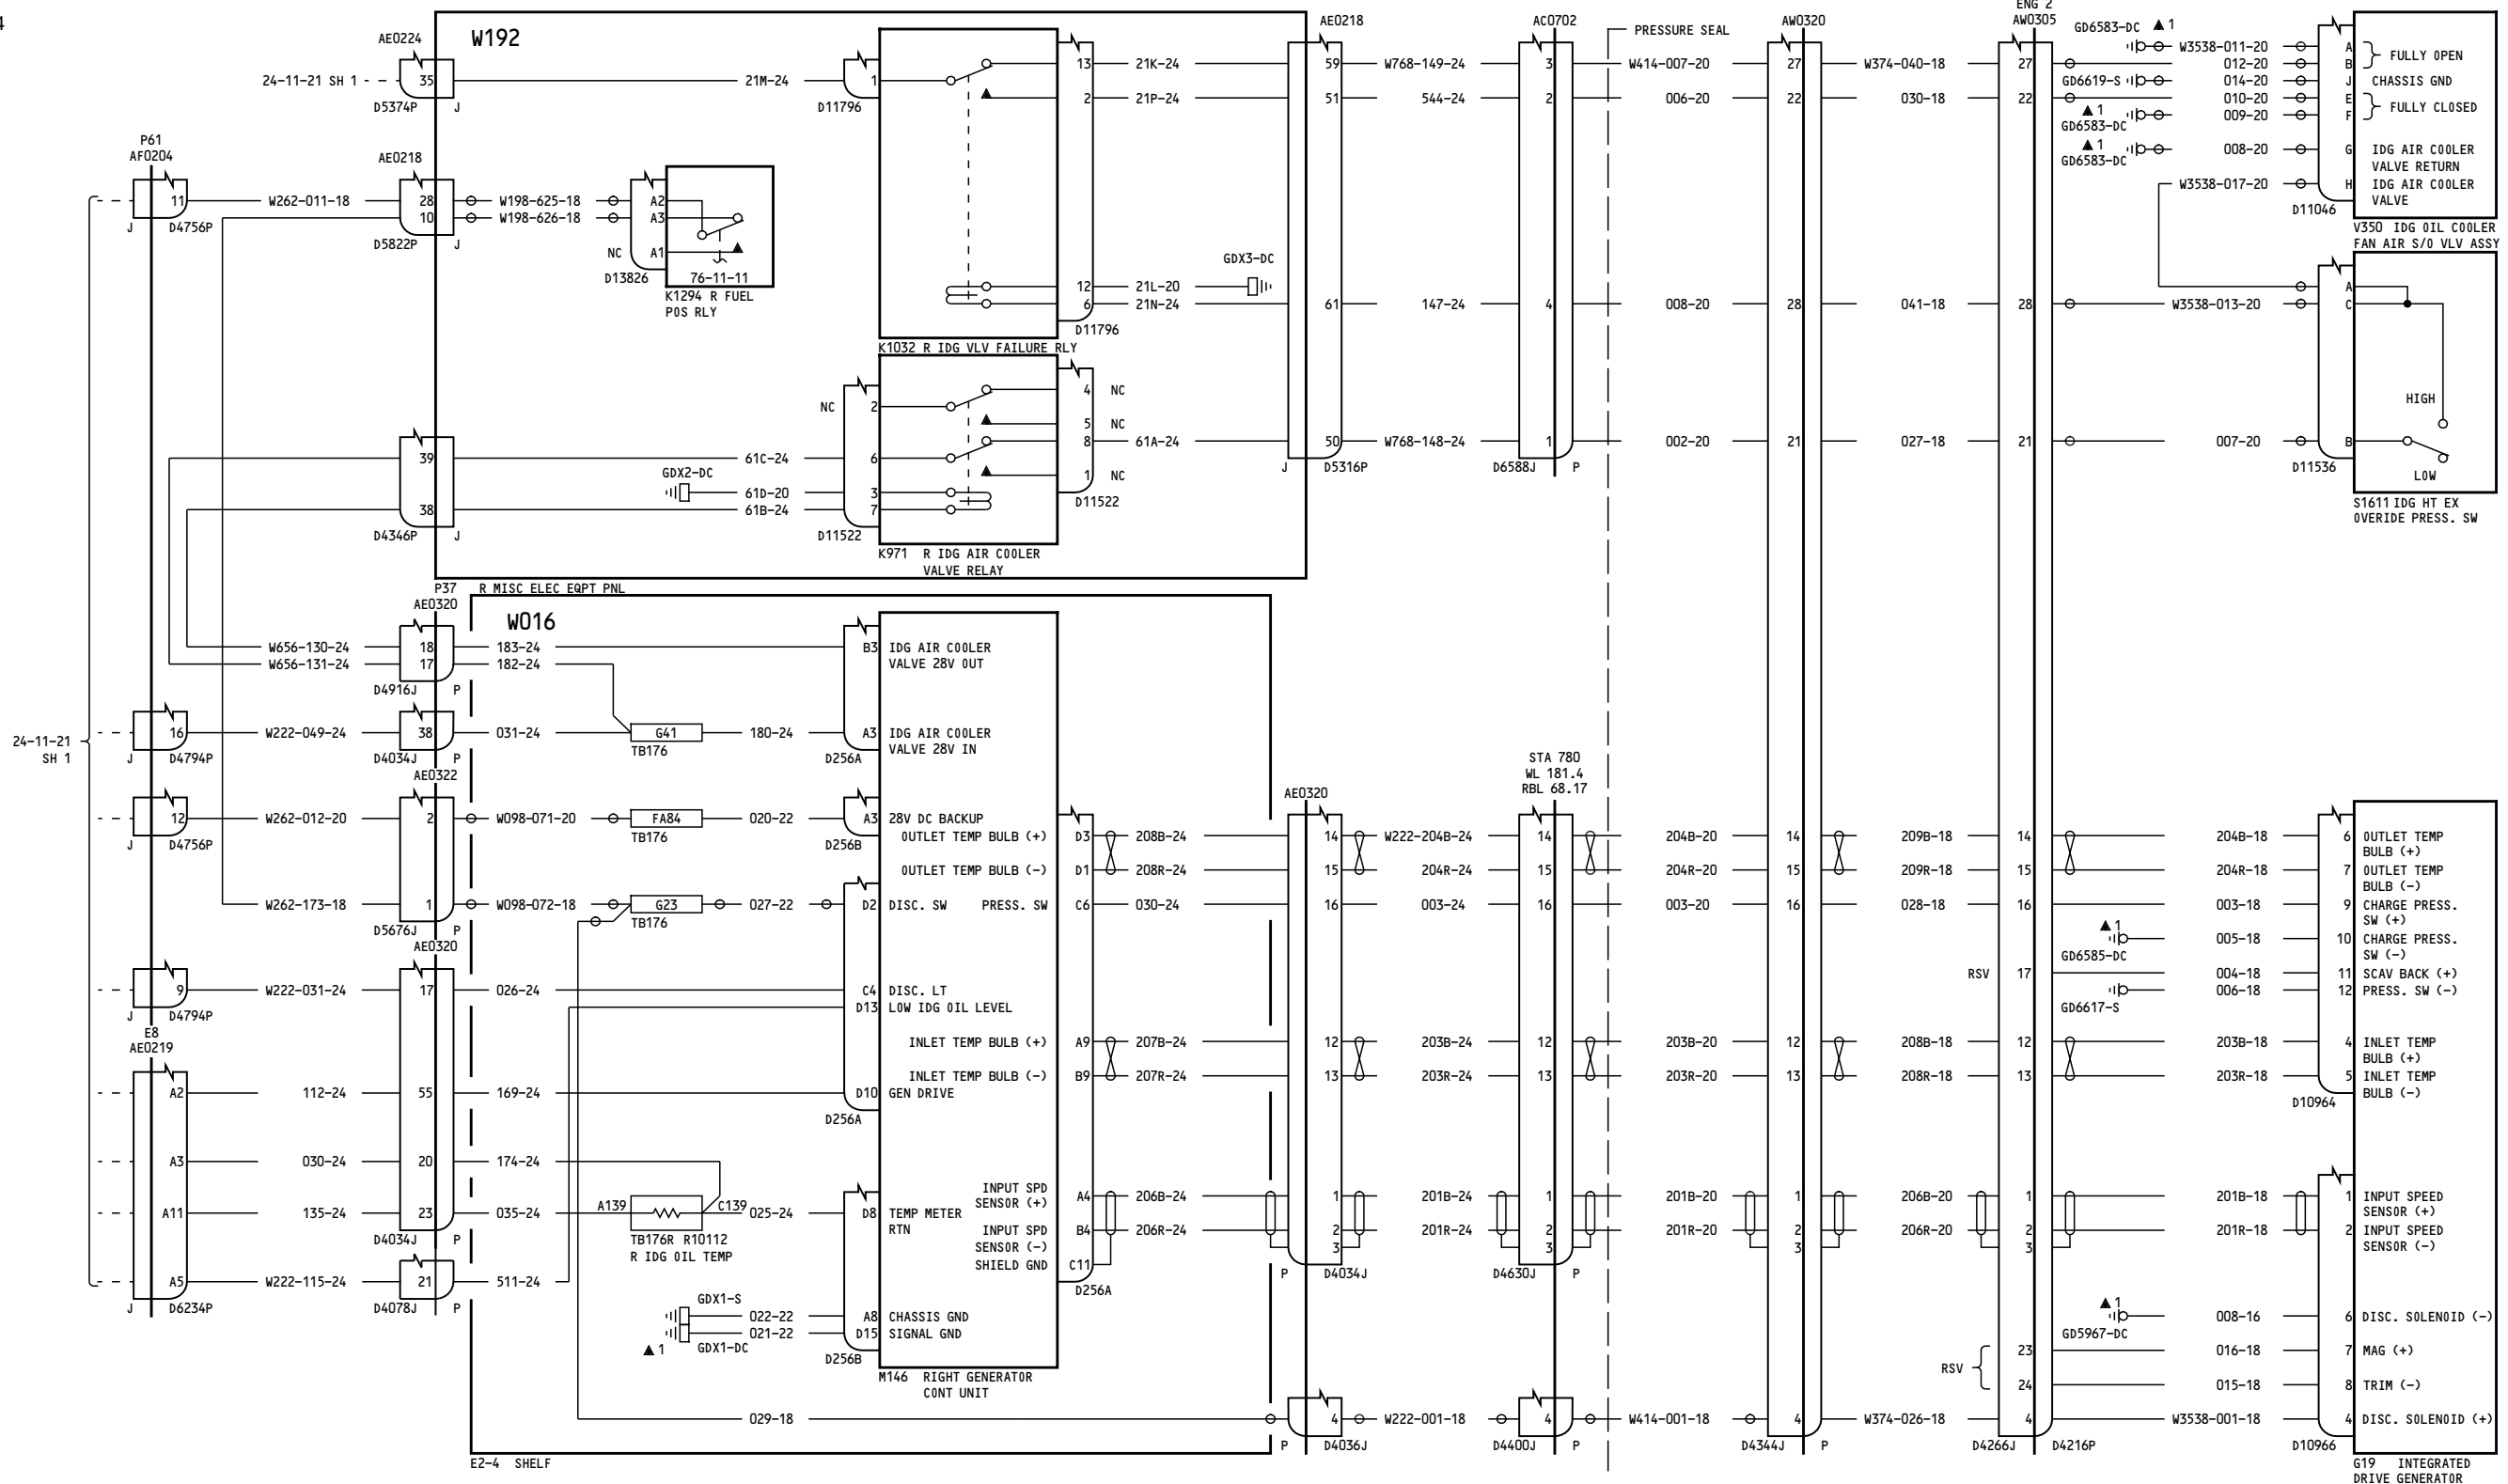 4
AE0224
W192
24-11-21 SH 1
35
D5374P
J
21M-24
1
D11796
13
2
21K-24
21P-24
12
6
21L-20
21N-24
GDX3-DC
D11796
K1032 R IDG VLV FAILURE RLY
P61
AF0204
11
J
D4756P
W262-011-18
AE0218
28
10
D5822P
J
W198-625-18
W198-626-18
A2
A3
NC
A1
D13826
76-11-11
K1294 R FUEL
POS RLY
39
38
D4346P
J
61C-24
GDX2-DC
61D-20
61B-24
NC
2
6
3
7
D11522
4
NC
5
NC
8
61A-24
1
NC
D11522
K971 R IDG AIR COOLER
VALVE RELAY
AE0218
59
51
61
50
J
D5316P
W768-149-24
544-24
147-24
W768-148-24
AC0702
3
2
4
1
D6588J
P
PRESSURE SEAL
W414-007-20
006-20
008-20
002-20
AW0320
27
22
28
21
W374-040-18
030-18
041-18
027-18
ENG 2
AW0305
27
22
28
21
GD6583-DC
▲ 1
W3538-011-20
A
FULLY OPEN
012-20
B
GD6619-S
014-20
J
CHASSIS GND
010-20
E
FULLY CLOSED
▲ 1
GD6583-DC
009-20
F
▲ 1
GD6583-DC
008-20
G
IDG AIR COOLER
VALVE RETURN
W3538-017-20
H
IDG AIR COOLER
VALVE
D11046
V350 IDG OIL COOLER
FAN AIR S/O VLV ASSY
A
W3538-013-20
C
HIGH
007-20
B
LOW
D11536
S1611 IDG HT EX
OVERIDE PRESS. SW
P37
R MISC ELEC EQPT PNL
AE0320
W016
W656-130-24
18
183-24
W656-131-24
17
182-24
D4916J
P
B3
IDG AIR COOLER
VALVE 28V OUT
24-11-21
SH 1
16
J
D4794P
W222-049-24
38
D4034J
P
031-24
G41
TB176
180-24
A3
IDG AIR COOLER
VALVE 28V IN
D256A
AE0322
12
J
D4756P
W262-012-20
2
W098-071-20
FA84
TB176
020-22
A3
28V DC BACKUP
D256B
W262-173-18
1
D5676J
P
W098-072-18
G23
TB176
027-22
D2
DISC. SW
AE0320
9
J
D4794P
W222-031-24
17
026-24
C4
DISC. LT
D13
LOW IDG OIL LEVEL
E8
AE0219
A2
112-24
55
169-24
D10
GEN DRIVE
D256A
A3
030-24
20
174-24
A11
135-24
23
035-24
A139
C139
TB176R R10112
R IDG OIL TEMP
025-24
D8
TEMP METER
RTN
D4034J
P
A5
J
D6234P
W222-115-24
21
D4078J
P
511-24
GDX1-S
022-22
A8
CHASSIS GND
021-22
D15
SIGNAL GND
▲ 1
GDX1-DC
D256B
M146 RIGHT GENERATOR
CONT UNIT
029-18
E2-4 SHELF
OUTLET TEMP BULB (+)
D3
208B-24
OUTLET TEMP BULB (-)
D1
208R-24
PRESS. SW
C6
030-24
INLET TEMP BULB (+)
A9
207B-24
INLET TEMP BULB (-)
B9
207R-24
INPUT SPD
SENSOR (+)
A4
206B-24
INPUT SPD
SENSOR (-)
B4
206R-24
SHIELD GND
C11
D256A
AE0320
14
15
16
12
13
1
2
3
P
D4034J
4
P
D4036J
W222-204B-24
204R-24
003-24
203B-24
203R-24
201B-24
201R-24
W222-001-18
STA 780
WL 181.4
RBL 68.17
14
15
16
12
13
1
2
3
D4630J
P
4
D4400J
P
204B-20
204R-20
003-20
203B-20
203R-20
201B-20
201R-20
W414-001-18
14
15
16
12
13
1
2
3
4
D4344J
P
209B-18
209R-18
028-18
208B-18
208R-18
206B-20
206R-20
W374-026-18
14
15
16
RSV
17
12
13
1
2
3
RSV
23
24
4
D4266J
D4216P
204B-18
6
OUTLET TEMP
BULB (+)
204R-18
7
OUTLET TEMP
BULB (-)
003-18
9
CHARGE PRESS.
SW (+)
▲ 1
GD6585-DC
005-18
10
CHARGE PRESS.
SW (-)
004-18
11
SCAV BACK (+)
GD6617-S
006-18
12
PRESS. SW (-)
203B-18
4
INLET TEMP
BULB (+)
203R-18
5
INLET TEMP
BULB (-)
D10964
201B-18
1
INPUT SPEED
SENSOR (+)
201R-18
2
INPUT SPEED
SENSOR (-)
▲ 1
GD5967-DC
008-16
6
DISC. SOLENOID (-)
016-18
7
MAG (+)
015-18
8
TRIM (-)
W3538-001-18
4
DISC. SOLENOID (+)
D10966
G19 INTEGRATED
DRIVE GENERATOR